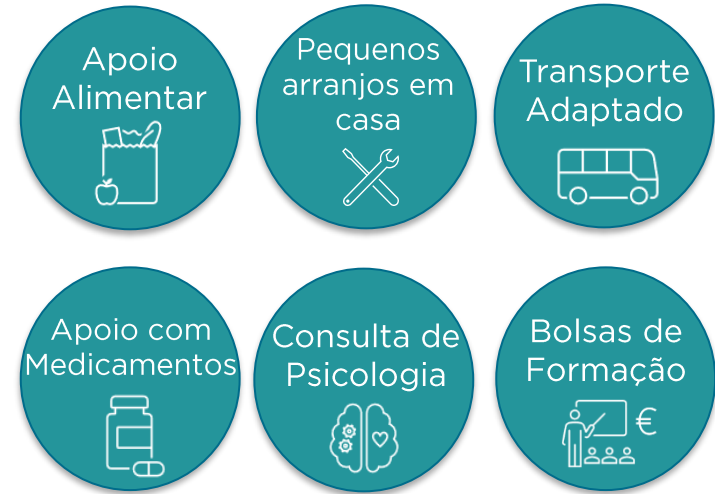 Apoio
Alimentar
Pequenos
arranjos em
casa
Transporte
Adaptado
Apoio com
Medicamentos
Consulta de
Psicologia
Bolsas de
Formação
€